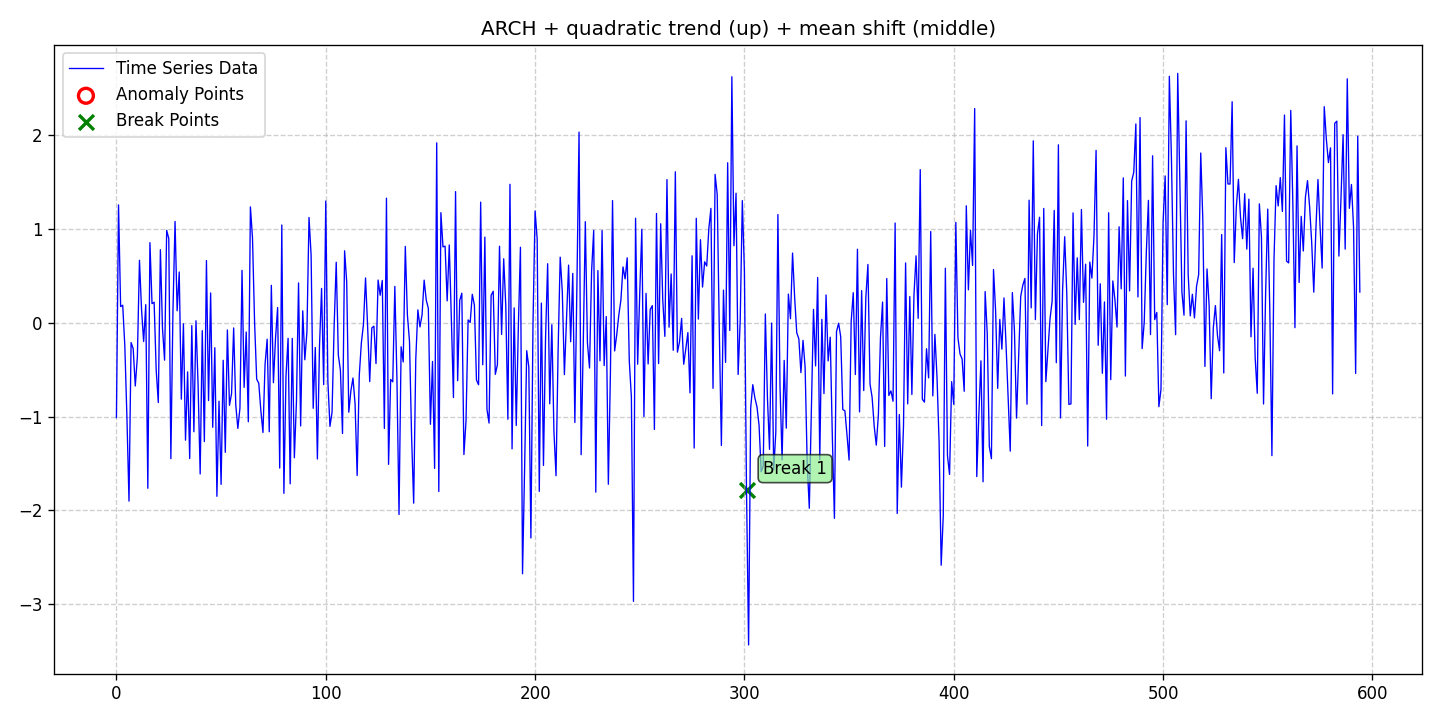 ARCH + quadratic trend (up) + mean shift (middle)
Time Series Data
Anomaly Points
Break Points
2
1
0
−1
−2
−3
Break 1
0 100 200 300 400 500 600